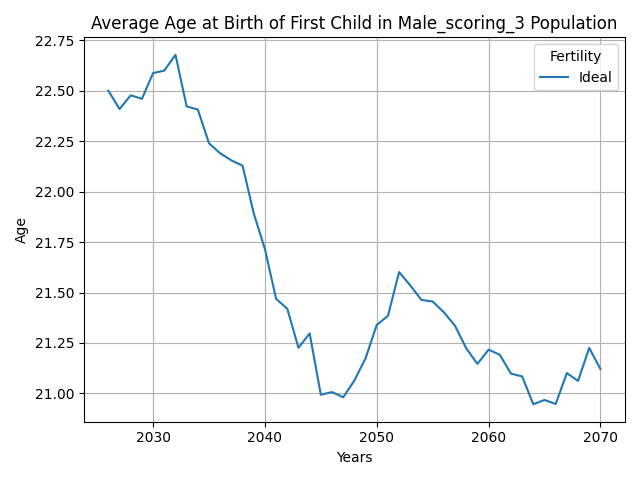 Average Age at Birth of First Child in Male_scoring_3 Population
22.75
22.50
22.25
22.00
21.75
21.50
21.25
21.00
Age
Fertility
Ideal
2030 2040 2050 2060 2070
Years